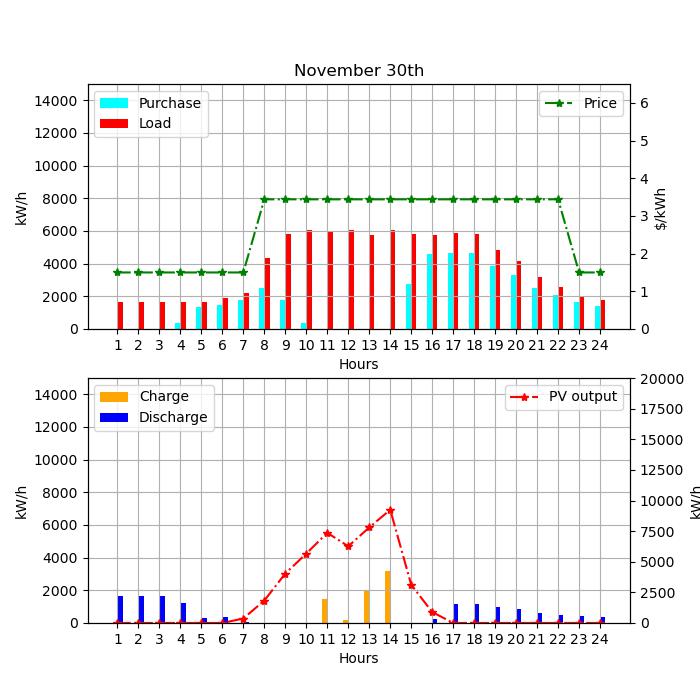 November 30th
14000
12000
10000
8000
6000
4000
2000
0
kW/h
Purchase
Load
Price
6
5
4
3
2
1
0
$/kWh
1 2 3 4 5 6 7 8 9 10 11 12 13 14 15 16 17 18 19 20 21 22 23 24
Hours
14000
12000
10000
8000
6000
4000
2000
0
kW/h
Charge
Discharge
PV output
20000
17500
15000
12500
10000
7500
5000
2500
0
kW/h
1 2 3 4 5 6 7 8 9 10 11 12 13 14 15 16 17 18 19 20 21 22 23 24
Hours